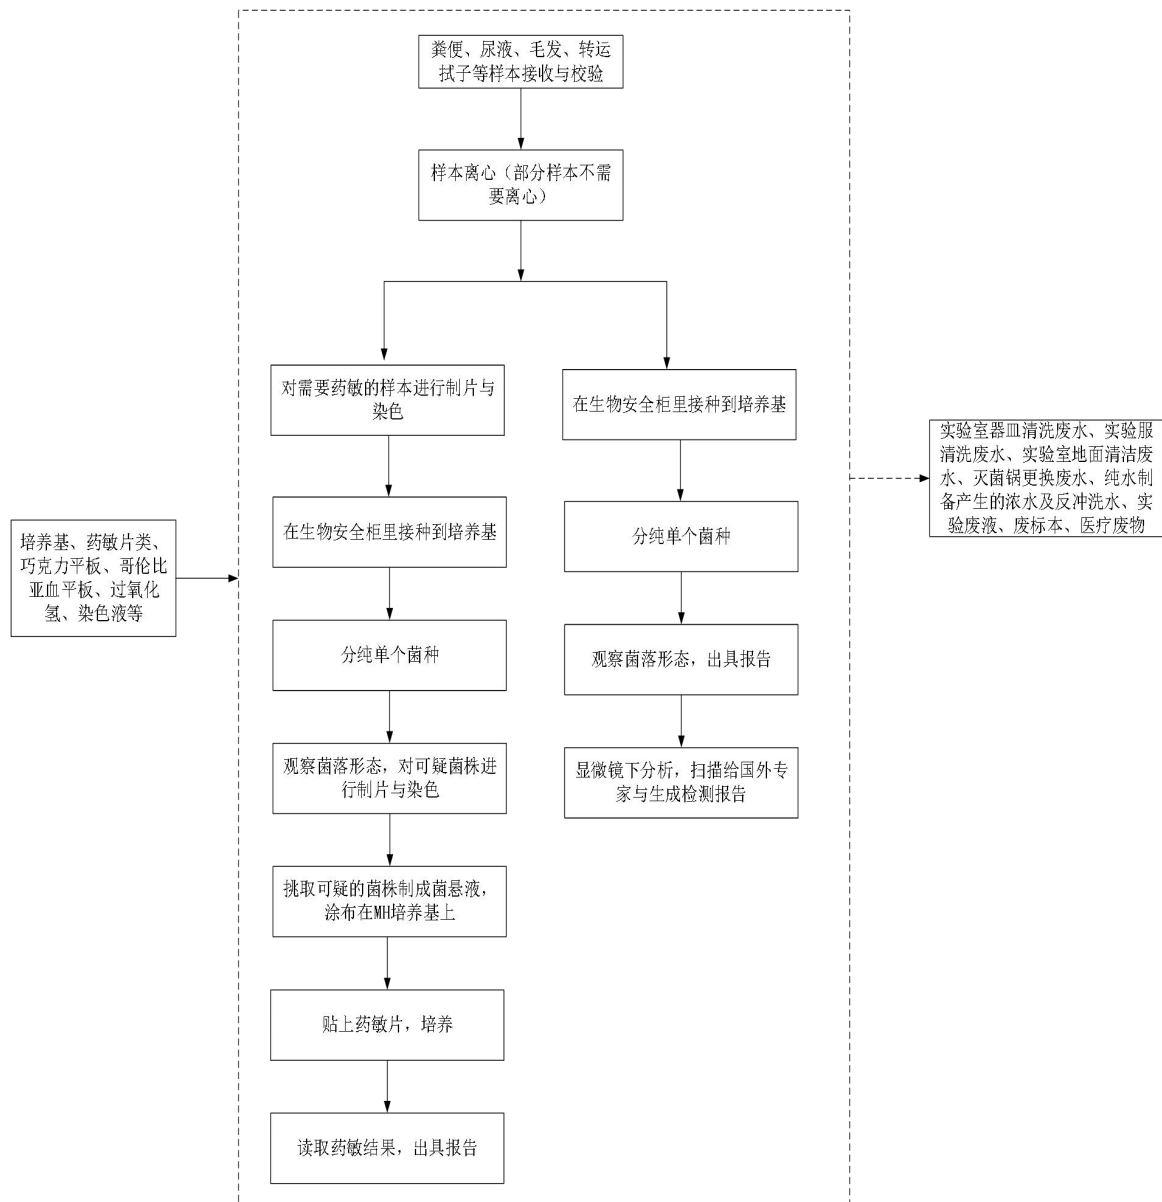 粪便、尿液、毛发、转运
拭子等样本接收与校验
样本离心（部分样本不需
要离心）
对需要药敏的样本进行制片与
染色
在生物安全柜里接种到培养基
在生物安全柜里接种到培养基
分纯单个菌种
分纯单个菌种
观察菌落形态，出具报告
观察菌落形态，对可疑菌株进
行制片与染色
显微镜下分析，扫描给国外专
家与生成检测报告
挑取可疑的菌株制成菌悬液，
涂布在MH培养基上
贴上药敏片，培养
读取药敏结果，出具报告
培养基、药敏片类、
巧克力平板、哥伦比
亚血平板、过氧化
氢、染色液等
实验室器皿清洗废水、实验服
清洗废水、实验室地面清洁废
水、灭菌锅更换废水、纯水制
备产生的浓水及反冲洗水、实
验废液、废标本、医疗废物